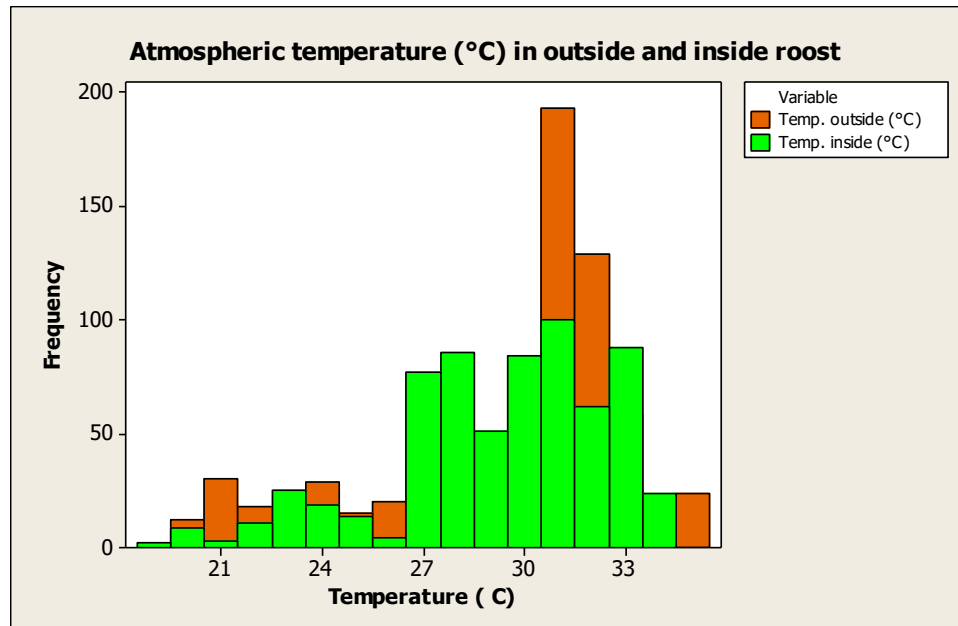 Atmospheric temperature (°C) in outside and inside roost
200
150
100
50
0
Frequency
21 24 27 30 33
Temperature ( C)
Variable
Temp. outside (°C)
Temp. inside (°C)